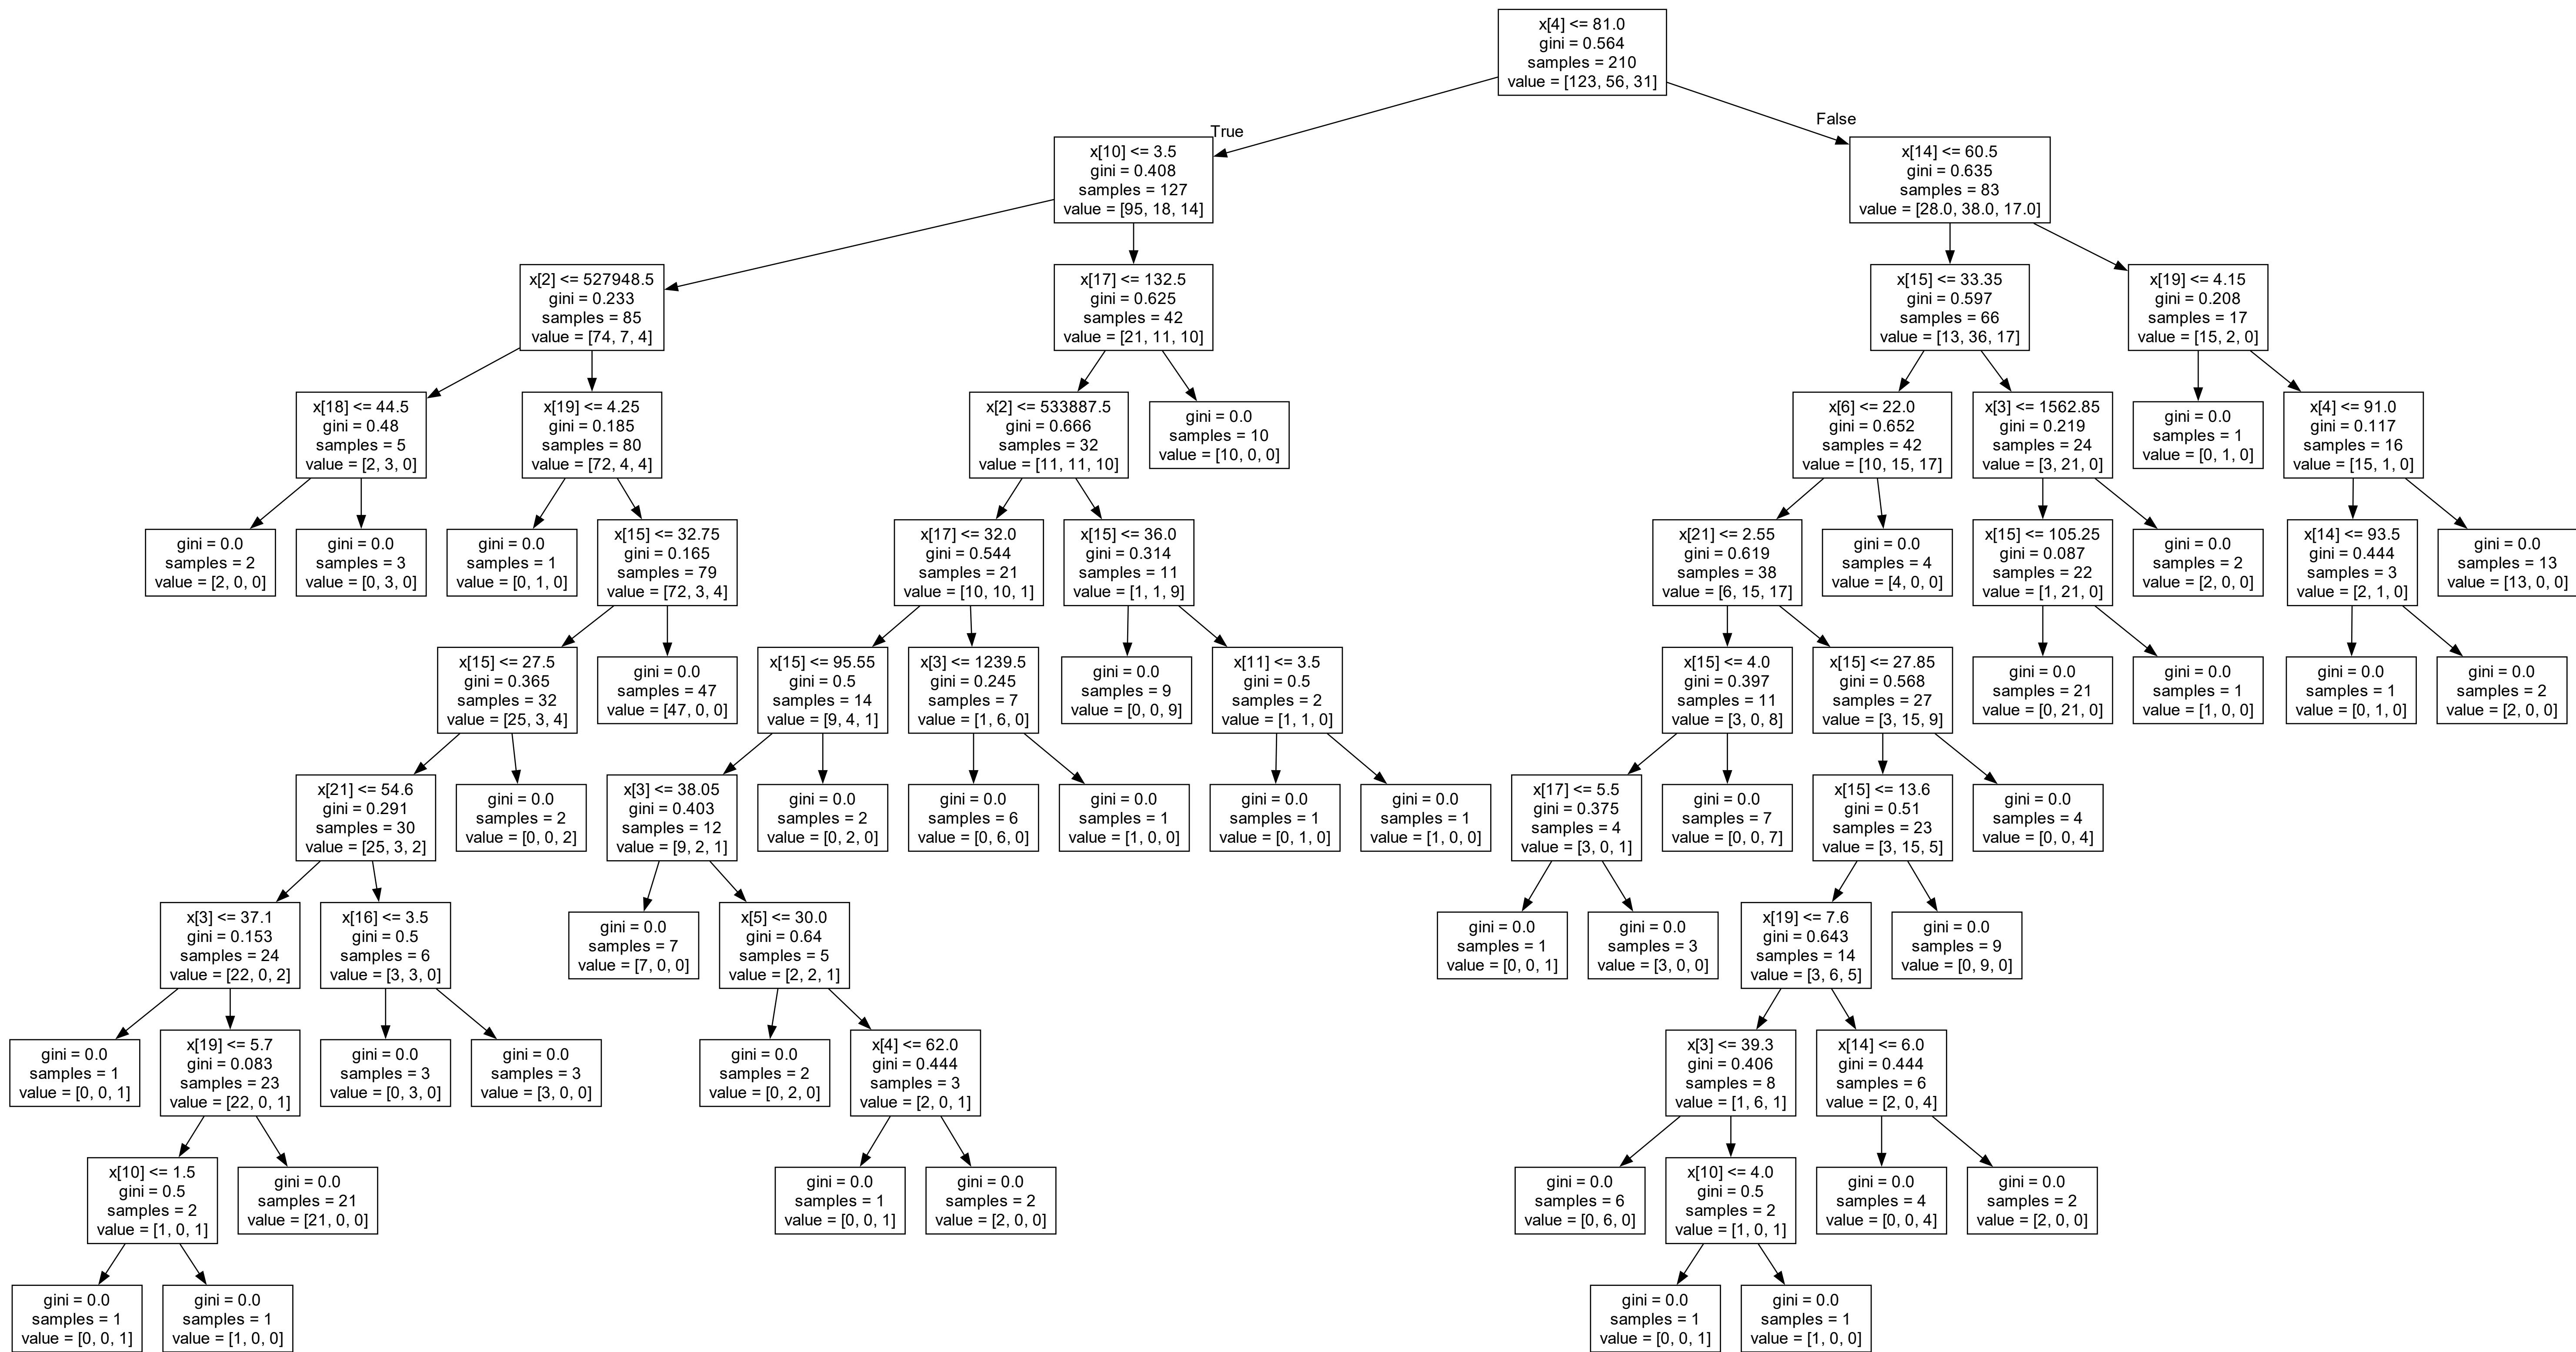 x[4] <= 81.0
gini = 0.564
samples = 210
value = [123, 56, 31]
True
False
x[10] <= 3.5
gini = 0.408
samples = 127
value = [95, 18, 14]
x[14] <= 60.5
gini = 0.635
samples = 83
value = [28.0, 38.0, 17.0]
x[2] <= 527948.5
gini = 0.233
samples = 85
value = [74, 7, 4]
x[17] <= 132.5
gini = 0.625
samples = 42
value = [21, 11, 10]
x[15] <= 33.35
gini = 0.597
samples = 66
value = [13, 36, 17]
x[19] <= 4.15
gini = 0.208
samples = 17
value = [15, 2, 0]
x[18] <= 44.5
gini = 0.48
samples = 5
value = [2, 3, 0]
x[19] <= 4.25
gini = 0.185
samples = 80
value = [72, 4, 4]
x[2] <= 533887.5
gini = 0.666
samples = 32
value = [11, 11, 10]
gini = 0.0
samples = 10
value = [10, 0, 0]
x[6] <= 22.0
gini = 0.652
samples = 42
value = [10, 15, 17]
x[3] <= 1562.85
gini = 0.219
samples = 24
value = [3, 21, 0]
gini = 0.0
samples = 1
value = [0, 1, 0]
x[4] <= 91.0
gini = 0.117
samples = 16
value = [15, 1, 0]
gini = 0.0
samples = 2
value = [2, 0, 0]
gini = 0.0
samples = 3
value = [0, 3, 0]
gini = 0.0
samples = 1
value = [0, 1, 0]
x[15] <= 32.75
gini = 0.165
samples = 79
value = [72, 3, 4]
x[17] <= 32.0
gini = 0.544
samples = 21
value = [10, 10, 1]
x[15] <= 36.0
gini = 0.314
samples = 11
value = [1, 1, 9]
x[21] <= 2.55
gini = 0.619
samples = 38
value = [6, 15, 17]
gini = 0.0
samples = 4
value = [4, 0, 0]
x[15] <= 105.25
gini = 0.087
samples = 22
value = [1, 21, 0]
gini = 0.0
samples = 2
value = [2, 0, 0]
x[14] <= 93.5
gini = 0.444
samples = 3
value = [2, 1, 0]
gini = 0.0
samples = 13
value = [13, 0, 0]
x[15] <= 27.5
gini = 0.365
samples = 32
value = [25, 3, 4]
gini = 0.0
samples = 47
value = [47, 0, 0]
x[15] <= 95.55
gini = 0.5
samples = 14
value = [9, 4, 1]
x[3] <= 1239.5
gini = 0.245
samples = 7
value = [1, 6, 0]
gini = 0.0
samples = 9
value = [0, 0, 9]
x[11] <= 3.5
gini = 0.5
samples = 2
value = [1, 1, 0]
x[15] <= 4.0
gini = 0.397
samples = 11
value = [3, 0, 8]
x[15] <= 27.85
gini = 0.568
samples = 27
value = [3, 15, 9]
gini = 0.0
samples = 21
value = [0, 21, 0]
gini = 0.0
samples = 1
value = [1, 0, 0]
gini = 0.0
samples = 1
value = [0, 1, 0]
gini = 0.0
samples = 2
value = [2, 0, 0]
x[21] <= 54.6
gini = 0.291
samples = 30
value = [25, 3, 2]
gini = 0.0
samples = 2
value = [0, 0, 2]
x[3] <= 38.05
gini = 0.403
samples = 12
value = [9, 2, 1]
gini = 0.0
samples = 2
value = [0, 2, 0]
gini = 0.0
samples = 6
value = [0, 6, 0]
gini = 0.0
samples = 1
value = [1, 0, 0]
gini = 0.0
samples = 1
value = [0, 1, 0]
gini = 0.0
samples = 1
value = [1, 0, 0]
x[17] <= 5.5
gini = 0.375
samples = 4
value = [3, 0, 1]
gini = 0.0
samples = 7
value = [0, 0, 7]
x[15] <= 13.6
gini = 0.51
samples = 23
value = [3, 15, 5]
gini = 0.0
samples = 4
value = [0, 0, 4]
x[3] <= 37.1
gini = 0.153
samples = 24
value = [22, 0, 2]
x[16] <= 3.5
gini = 0.5
samples = 6
value = [3, 3, 0]
gini = 0.0
samples = 7
value = [7, 0, 0]
x[5] <= 30.0
gini = 0.64
samples = 5
value = [2, 2, 1]
gini = 0.0
samples = 1
value = [0, 0, 1]
gini = 0.0
samples = 3
value = [3, 0, 0]
x[19] <= 7.6
gini = 0.643
samples = 14
value = [3, 6, 5]
gini = 0.0
samples = 9
value = [0, 9, 0]
gini = 0.0
samples = 1
value = [0, 0, 1]
x[19] <= 5.7
gini = 0.083
samples = 23
value = [22, 0, 1]
gini = 0.0
samples = 3
value = [0, 3, 0]
gini = 0.0
samples = 3
value = [3, 0, 0]
gini = 0.0
samples = 2
value = [0, 2, 0]
x[4] <= 62.0
gini = 0.444
samples = 3
value = [2, 0, 1]
x[3] <= 39.3
gini = 0.406
samples = 8
value = [1, 6, 1]
x[14] <= 6.0
gini = 0.444
samples = 6
value = [2, 0, 4]
x[10] <= 1.5
gini = 0.5
samples = 2
value = [1, 0, 1]
gini = 0.0
samples = 21
value = [21, 0, 0]
gini = 0.0
samples = 1
value = [0, 0, 1]
gini = 0.0
samples = 2
value = [2, 0, 0]
gini = 0.0
samples = 6
value = [0, 6, 0]
x[10] <= 4.0
gini = 0.5
samples = 2
value = [1, 0, 1]
gini = 0.0
samples = 4
value = [0, 0, 4]
gini = 0.0
samples = 2
value = [2, 0, 0]
gini = 0.0
samples = 1
value = [0, 0, 1]
gini = 0.0
samples = 1
value = [1, 0, 0]
gini = 0.0
samples = 1
value = [0, 0, 1]
gini = 0.0
samples = 1
value = [1, 0, 0]